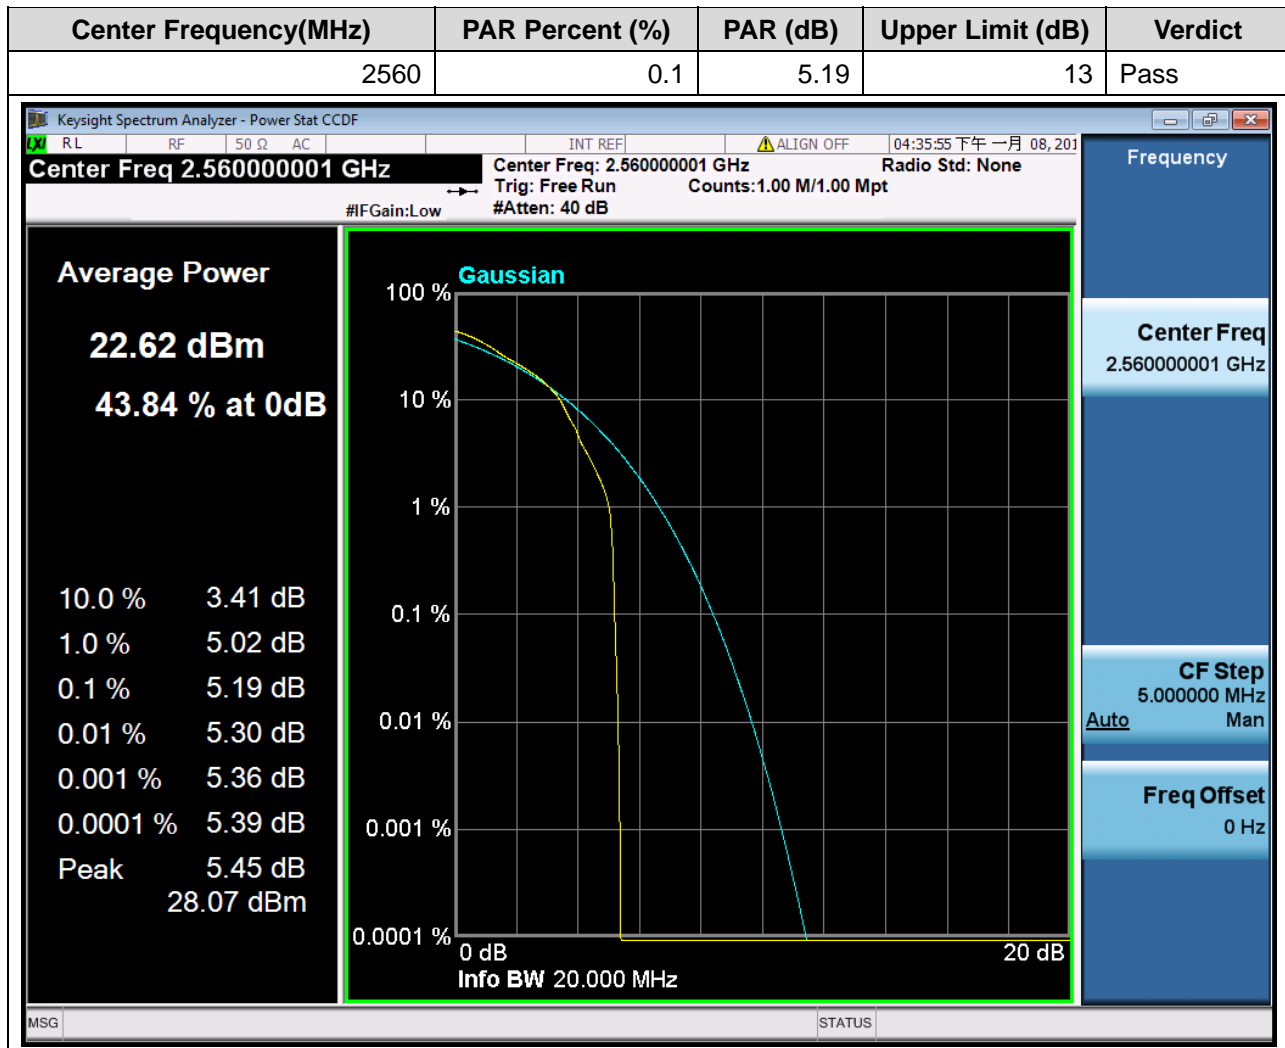 Center Frequency(MHz) PAR Percent (%) PAR (dB) Upper Limit (dB) Verdict
2560 0.1 5.19 13 Pass
Keysight Spectrum Analyzer - Power Stat CCDF
LXI RL RF 50 Ω AC INT REF ALIGN OFF 04:35:55 下午 一月 08, 201
Center Freq 2.560000001 GHz
Center Freq: 2.560000001 GHz Radio Std: None
Trig: Free Run Counts:1.00 M/1.00 Mpt
#IFGain:Low #Atten: 40 dB
Average Power
22.62 dBm
43.84 % at 0dB
10.0 % 3.41 dB
1.0 % 5.02 dB
0.1 % 5.19 dB
0.01 % 5.30 dB
0.001 % 5.36 dB
0.0001 % 5.39 dB
Peak 5.45 dB
28.07 dBm
Gaussian
100 %
10 %
1 %
0.1 %
0.01 %
0.001 %
0.0001 %
0 dB 20 dB
Info BW 20.000 MHz
Frequency
Center Freq
2.560000001 GHz
CF Step
5.000000 MHz
Auto Man
Freq Offset
0 Hz
MSG STATUS